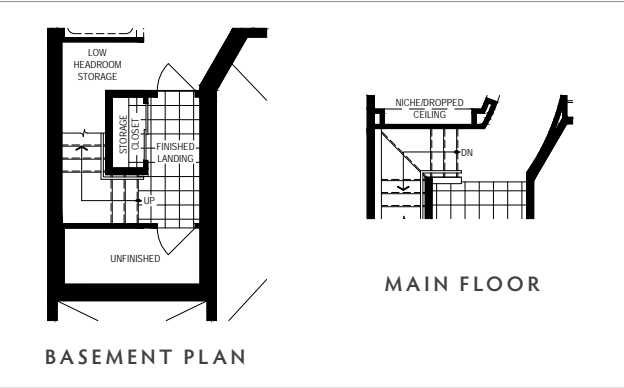 LOW
HEADROOM
STORAGE
STORAGE
CLOSET
FINISHED
LANDING
UP
UNFINISHED
BASEMENT PLAN
NICHE/DROPPED
CEILING
DN
MAIN FLOOR